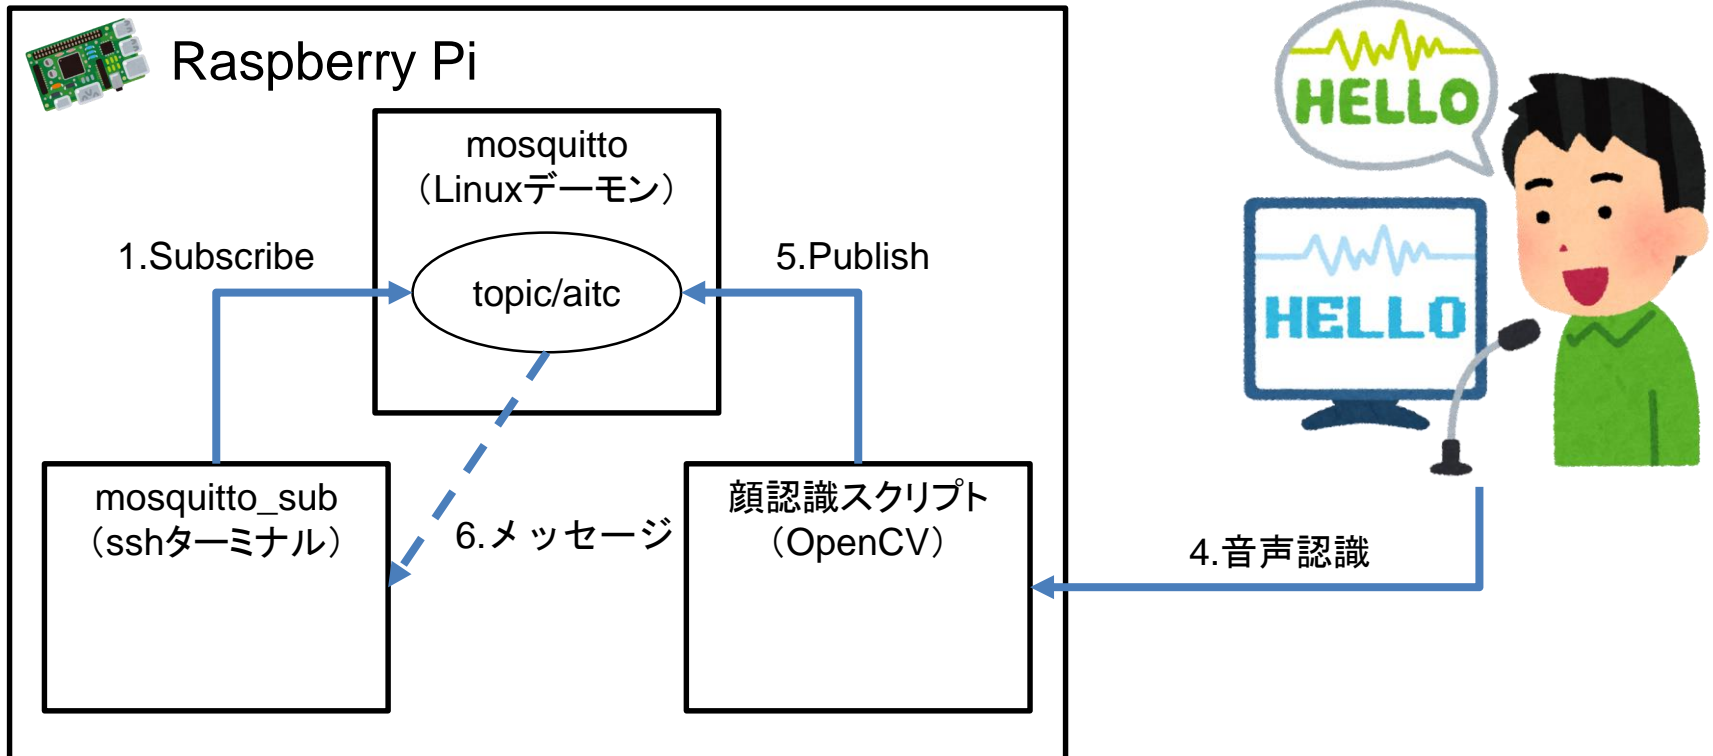 Raspberry Pi
mosquitto
（Linuxデーモン）
1.Subscribe
5.Publish
topic/aitc
mosquitto_sub
（sshターミナル）
6.メッセージ
顔認識スクリプト
（OpenCV）
4.音声認識
HELLO
HELLO